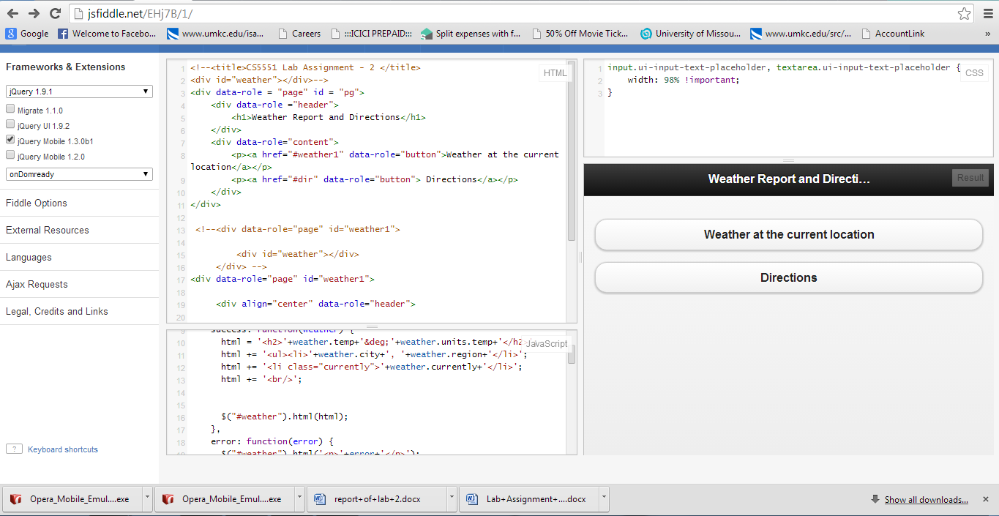 jsfiddle.net/EHj7B/1/
Google
Welcome to Facebo...
www.umkc.edu/isa...
Careers
:::ICICI PREPAID:::
Split expenses with f...
50% Off Movie Tick...
University of Missou...
www.umkc.edu/src/...
AccountLink
»
Frameworks & Extensions
jQuery 1.9.1
Migrate 1.1.0
jQuery UI 1.9.2
jQuery Mobile 1.3.0b1
jQuery Mobile 1.2.0
onDomready
Fiddle Options
External Resources
Languages
Ajax Requests
Legal, Credits and Links
? Keyboard shortcuts
HTML
1 <!--<title>CS5551 Lab Assignment - 2 </title>
2 <div id="weather"></div>-->
3 <div data-role = "page" id = "pg">
4 <div data-role ="header">
5 <h1>Weather Report and Directions</h1>
6 </div>
7 <div data-role="content">
8 <p><a href="#weather1" data-role="button">Weather at the current
location</a></p>
9 <p><a href="#dir" data-role="button"> Directions</a></p>
10 </div>
11 </div>
12
13 <!--<div data-role="page" id="weather1">
14
15 <div id="weather"></div>
16 </div> -->
17 <div data-role="page" id="weather1">
18
19 <div align="center" data-role="header">
20
JavaScript
9 success: function(weather) {
10 html = '<h2>'+weather.temp+'&deg;'+weather.units.temp+'</h2
11 html += '<ul><li>'+weather.city+', '+weather.region+'</li>';
12 html += '<li class="currently">'+weather.currently+'</li>';
13 html += '<br/>';
14
15
16 $("#weather").html(html);
17 },
18 error: function(error) {
19 $("#weather").html('<p>'+error+'</p>');
CSS
1 input.ui-input-text-placeholder, textarea.ui-input-text-placeholder {
2 width: 98% !important;
3 }
Weather Report and Directi...
Result
Weather at the current location
Directions
Opera_Mobile_Emul....exe
Opera_Mobile_Emul....exe
report+of+lab+2.docx
Lab+Assignment+....docx
Show all downloads...